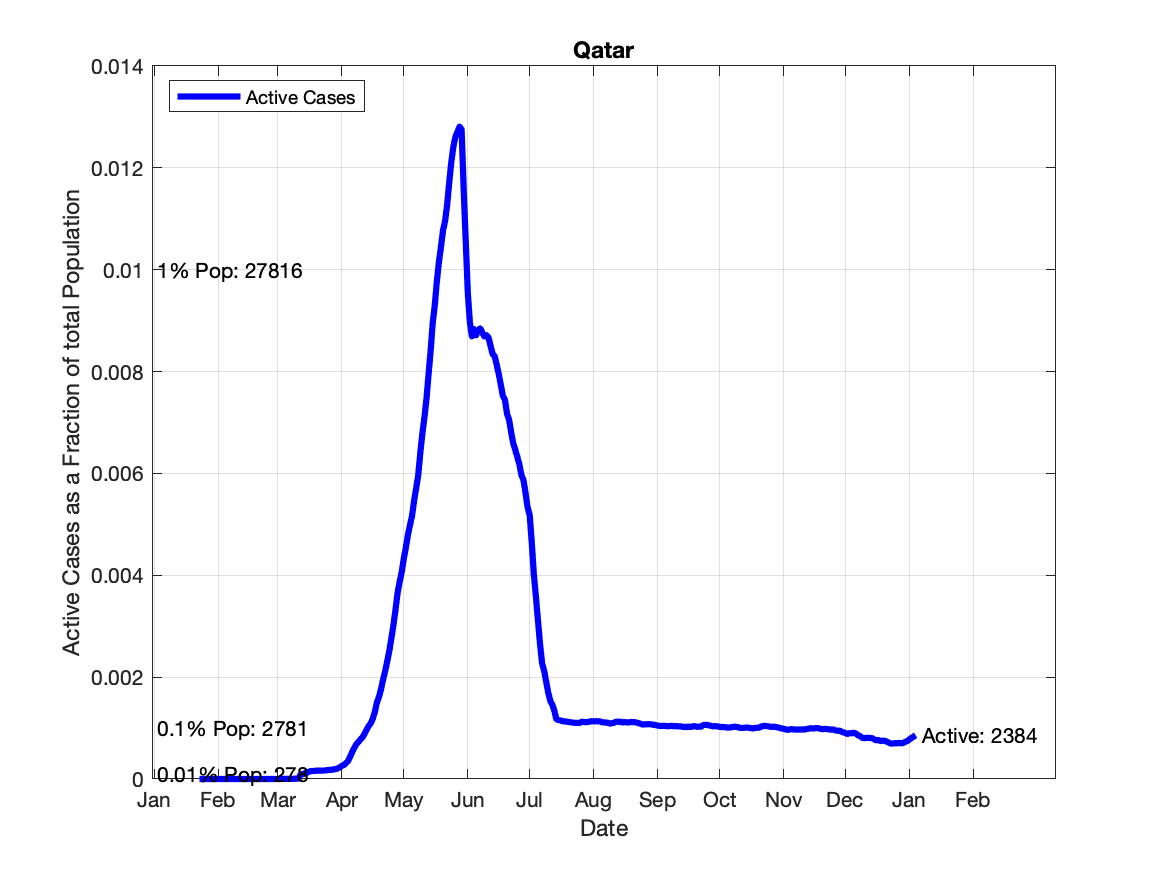 Qatar
Active Cases
0.014
0.012
0.01
0.008
0.006
0.004
0.002
0
Active Cases as a Fraction of total Population
1% Pop: 27816
0.1% Pop: 2781
0.01% Pop: 278
Active: 2384
Jan Feb Mar Apr May Jun Jul Aug Sep Oct Nov Dec Jan Feb
Date